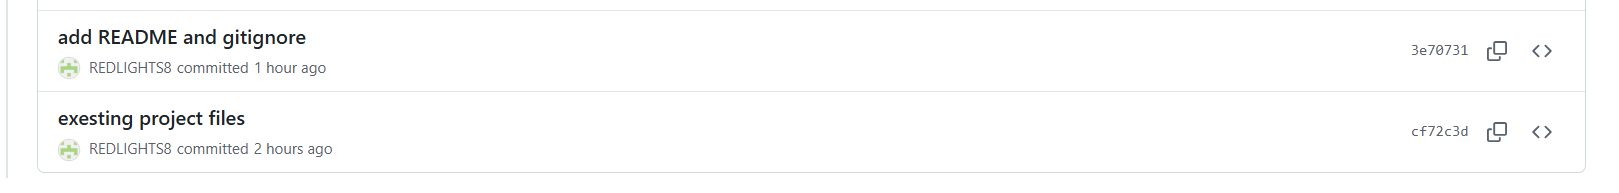 add README and gitignore
3e70731
REDLIGHTS8 committed 1 hour ago
exesting project files
cf72c3d
REDLIGHTS8 committed 2 hours ago